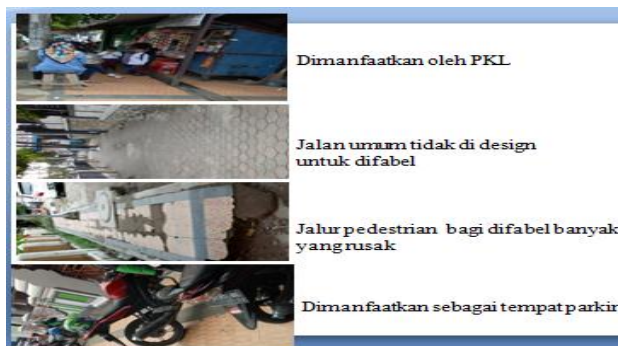 Dimanfaatkan oleh PKL
Jalan umum tidak di design
untuk difabel
Jalur pedestrian bagi difabel banyak
yang rusak
Dimanfaatkan sebagai tempat parkir